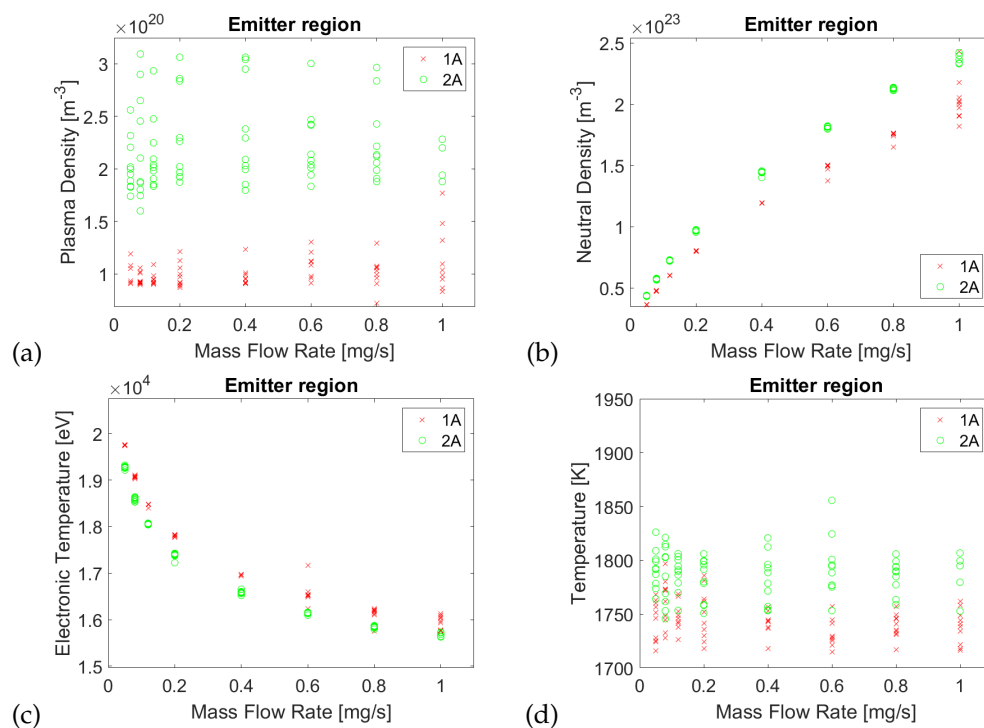 Emitter region
×10^20
Plasma Density [m^-3]
3
2.5
2
1.5
1
0 0.2 0.4 0.6 0.8 1
Mass Flow Rate [mg/s]
1A
2A
(a)
Emitter region
×10^23
Neutral Density [m^-3]
2.5
2
1.5
1
0.5
0 0.2 0.4 0.6 0.8 1
Mass Flow Rate [mg/s]
1A
2A
(b)
Emitter region
×10^4
Electronic Temperature [eV]
2
1.9
1.8
1.7
1.6
1.5
0 0.2 0.4 0.6 0.8 1
Mass Flow Rate [mg/s]
1A
2A
(c)
Emitter region
Temperature [K]
1950
1900
1850
1800
1750
1700
0 0.2 0.4 0.6 0.8 1
Mass Flow Rate [mg/s]
1A
2A
(d)